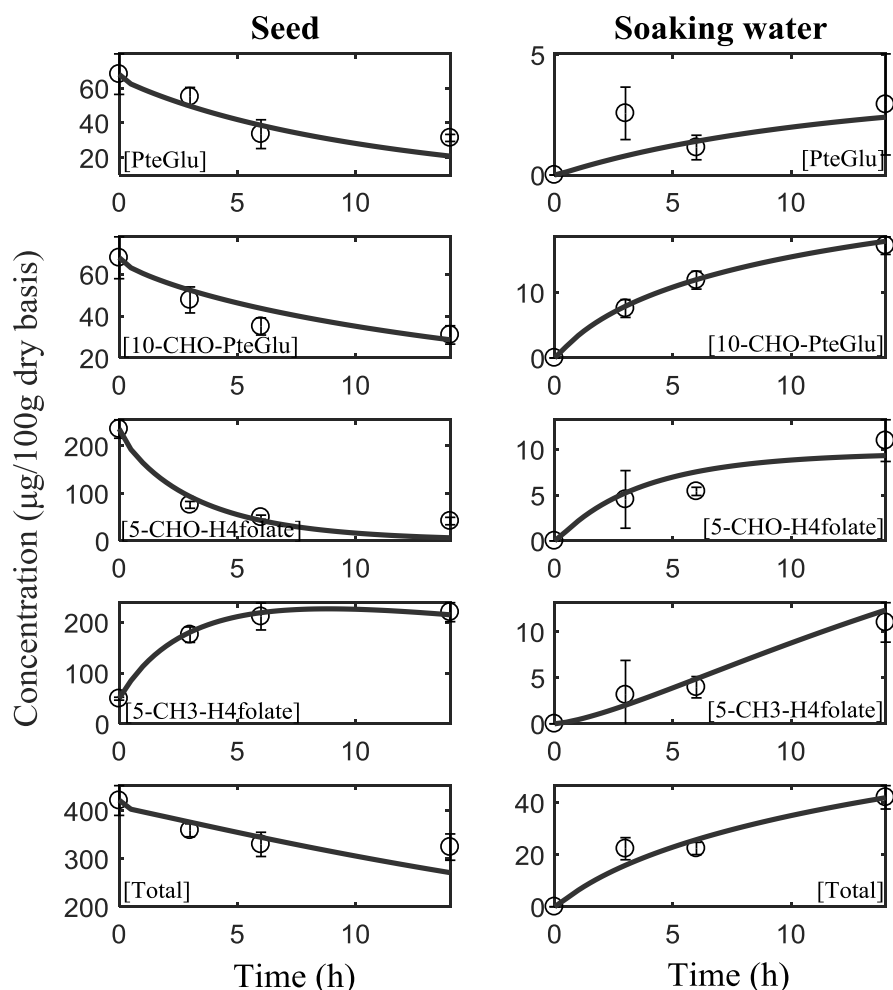 Seed
Soaking water
Concentration (µg/100g dry basis)
60
40
20
[PteGlu]
0 5 10
5
0
[PteGlu]
0 5 10
60
40
20
[10-CHO-PteGlu]
0 5 10
10
0
[10-CHO-PteGlu]
0 5 10
200
100
0
[5-CHO-H4folate]
0 5 10
10
5
0
[5-CHO-H4folate]
0 5 10
200
100
0
[5-CH3-H4folate]
0 5 10
10
5
0
[5-CH3-H4folate]
0 5 10
400
300
200
[Total]
0 5 10
40
20
0
[Total]
0 5 10
Time (h)
Time (h)